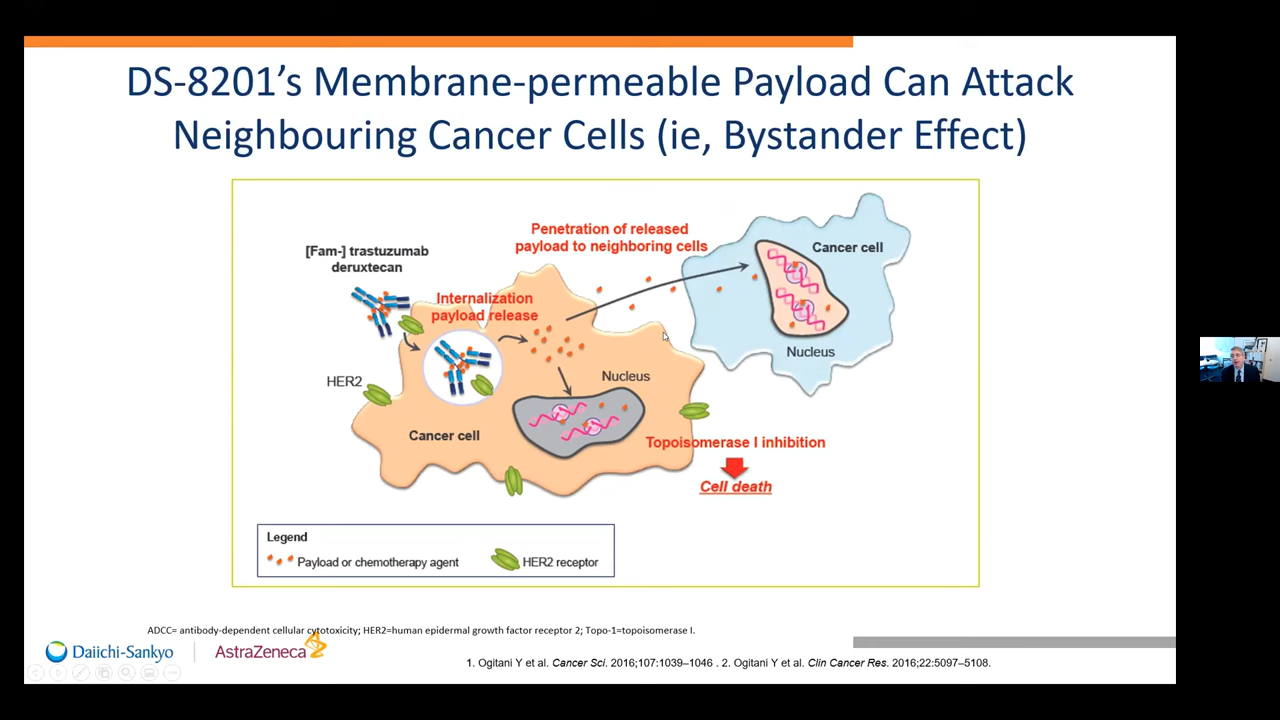 DS-8201’s Membrane-permeable Payload Can Attack
Neighbouring Cancer Cells (ie, Bystander Effect)
[Fam-] trastuzumab
deruxtecan
Internalization
payload release
Penetration of released
payload to neighboring cells
Cancer cell
Nucleus
HER2
Nucleus
Cancer cell
Topoisomerase I inhibition
Cell death
Legend
Payload or chemotherapy agent
HER2 receptor
ADCC= antibody-dependent cellular cytotoxicity; HER2=human epidermal growth factor receptor 2; Topo-1=topoisomerase I.
Daiichi-Sankyo
AstraZeneca
1. Ogitani Y et al. Cancer Sci. 2016;107:1039–1046 . 2. Ogitani Y et al. Clin Cancer Res. 2016;22:5097–5108.